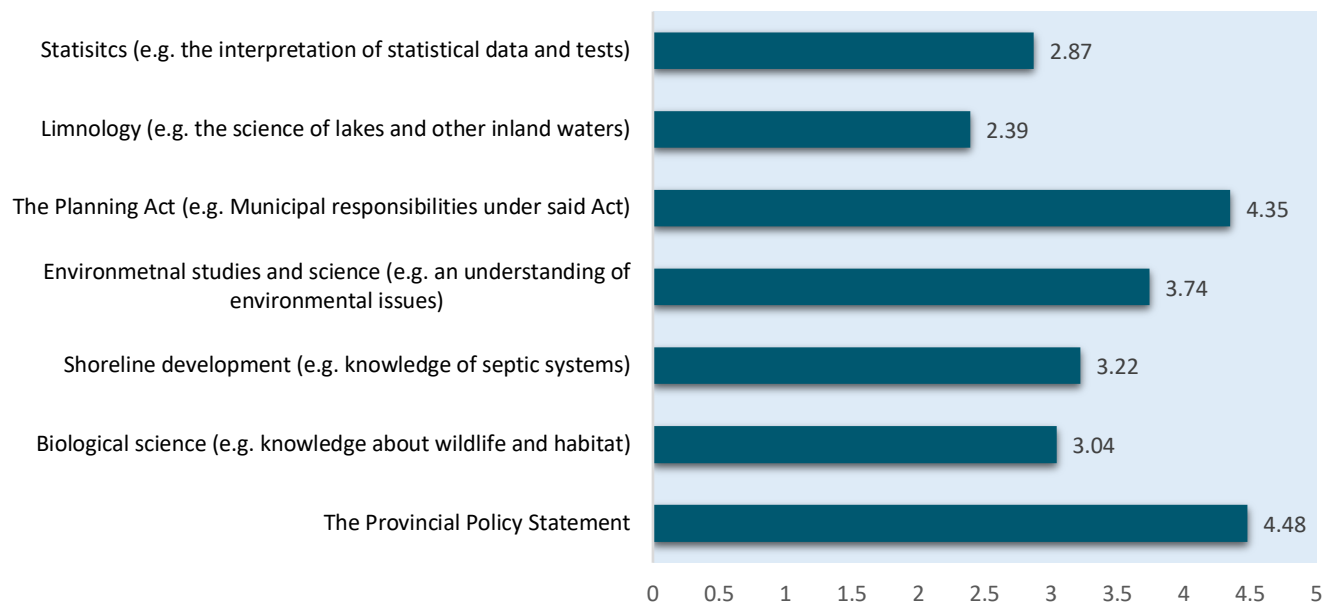 Statisitcs (e.g. the interpretation of statistical data and tests)
2.87
Limnology (e.g. the science of lakes and other inland waters)
2.39
The Planning Act (e.g. Municipal responsibilities under said Act)
4.35
Environmetnal studies and science (e.g. an understanding of
environmental issues)
3.74
Shoreline development (e.g. knowledge of septic systems)
3.22
Biological science (e.g. knowledge about wildlife and habitat)
3.04
The Provincial Policy Statement
4.48
0 0.5 1 1.5 2 2.5 3 3.5 4 4.5 5